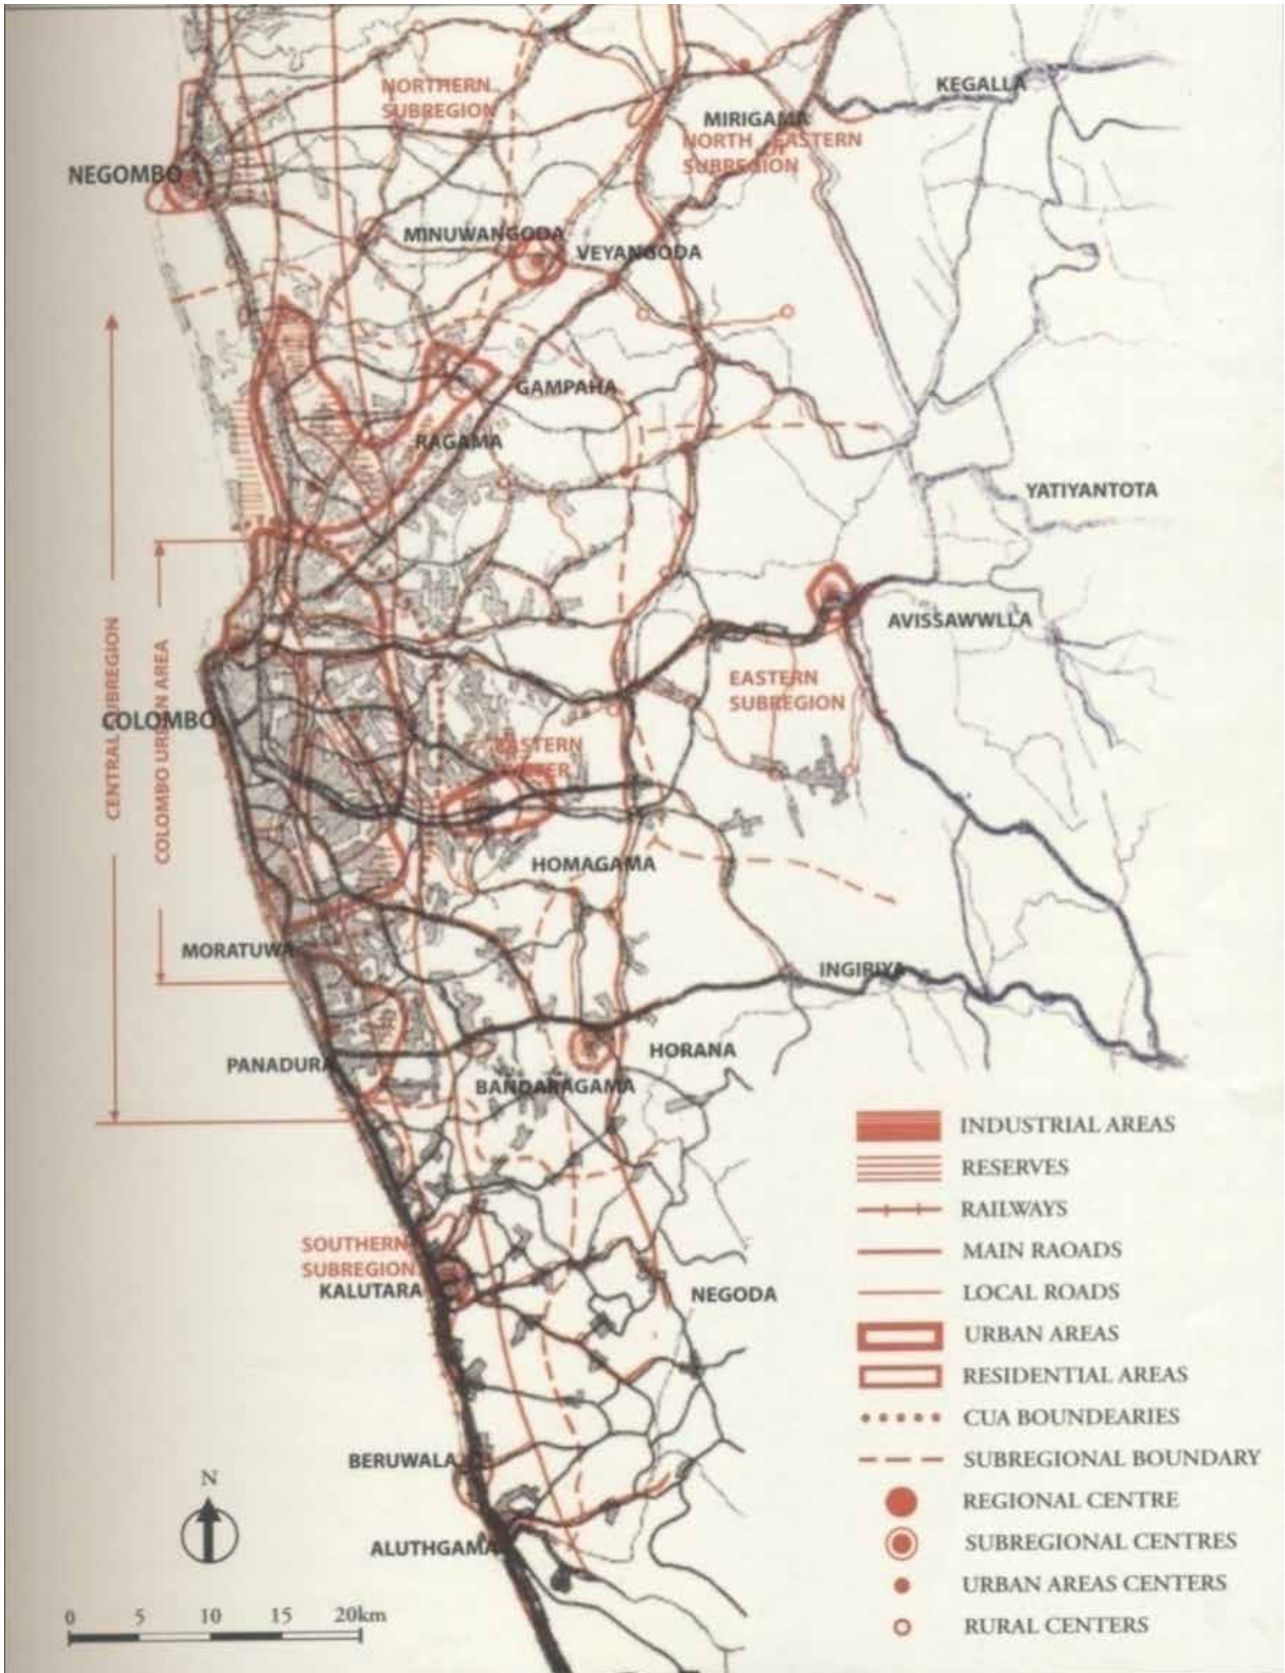 KEGALLA
NORTHERN
SUBREGION
MIRIGAMA
NORTH EASTERN
SUBREGION
NEGOMBO
MINUWANGODA
VEYANGODA
GAMPAHA
RAGAMA
YATIYANTOTA
AVISSAWWLLA
CENTRAL SUBREGION
COLOMBO URBAN AREA
EASTERN
SUBREGION
COLOMBO
EASTERN
HOMAGAMA
MORATUWA
INGIRIYA
HORANA
PANADURA
BANDARAGAMA
SOUTHERN
SUBREGION
KALUTARA
NEGODA
BERUWALA
ALUTHGAMA
INDUSTRIAL AREAS
RESERVES
RAILWAYS
MAIN RAOADS
LOCAL ROADS
URBAN AREAS
RESIDENTIAL AREAS
CUA BOUNDEARIES
SUBREGIONAL BOUNDARY
REGIONAL CENTRE
SUBREGIONAL CENTRES
URBAN AREAS CENTERS
RURAL CENTERS
N
0 5 10 15 20km